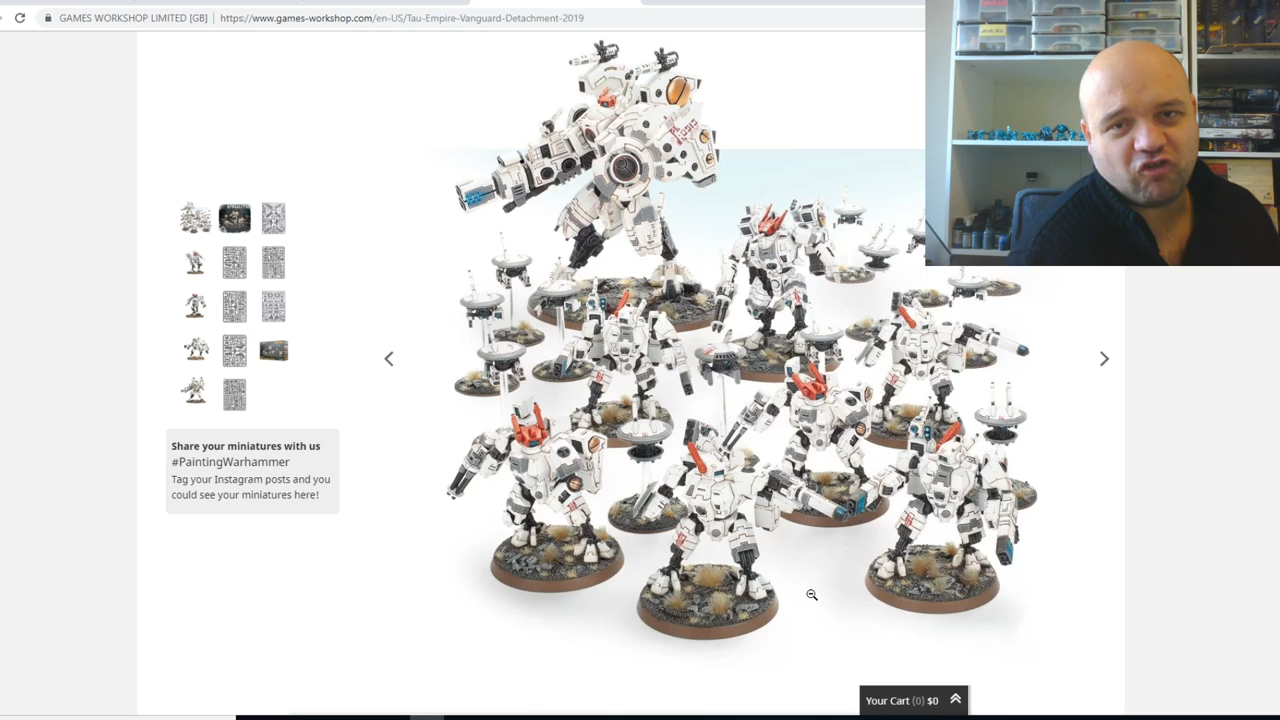 GAMES WORKSHOP LIMITED [GB]
https://www.games-workshop.com/en-US/Tau-Empire-Vanguard-Detachment-2019
Share your miniatures with us
#PaintingWarhammer
Tag your Instagram posts and you
could see your miniatures here!
Your Cart (0) $0